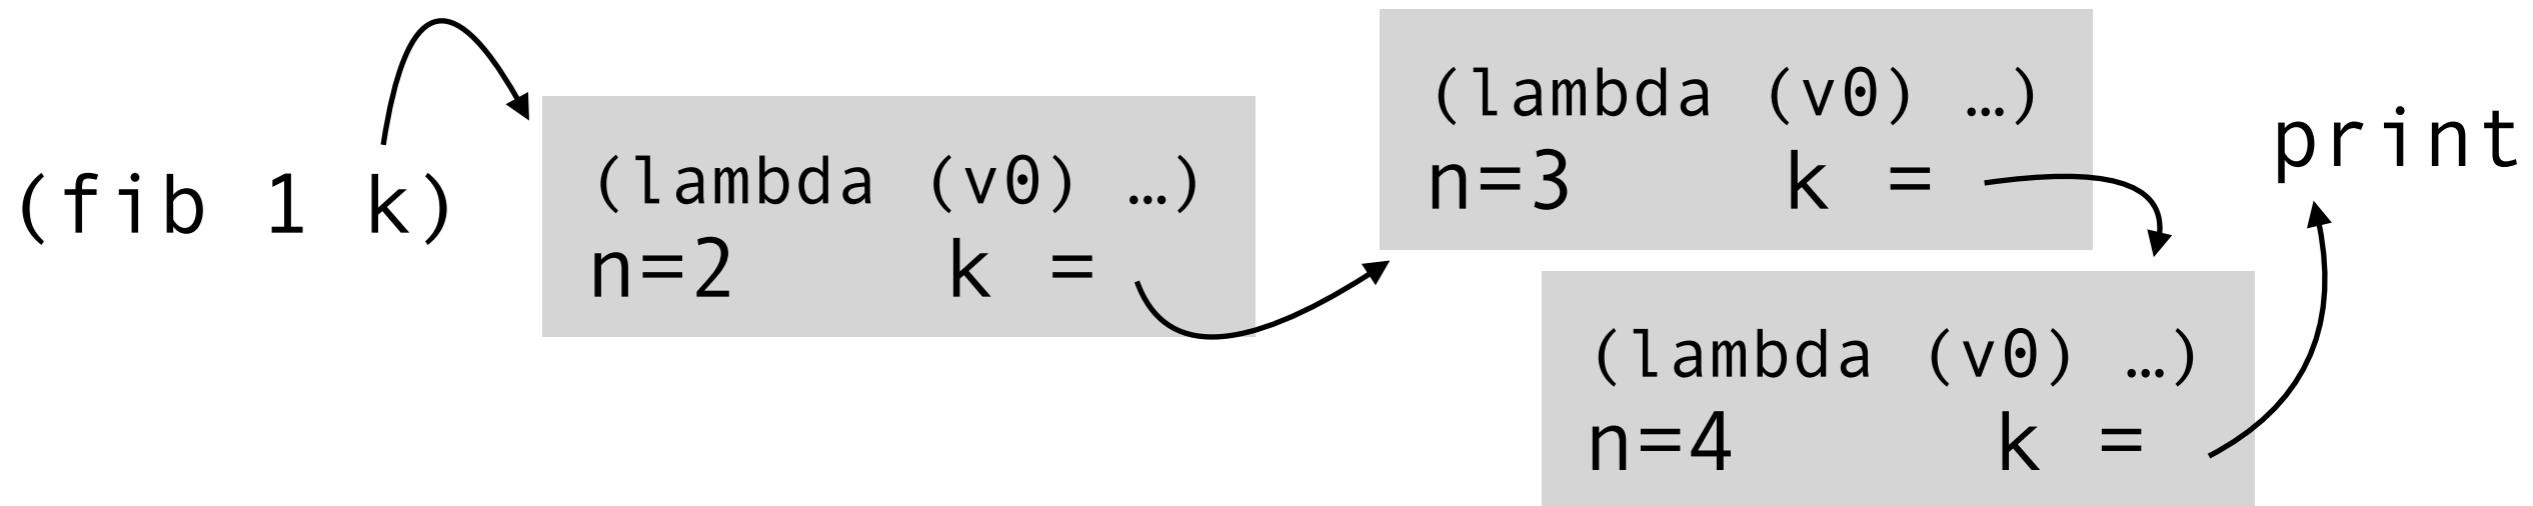 (fib 1 k)
(lambda (v0) …)
n=2 k =
(lambda (v0) …)
n=3 k =
(lambda (v0) …)
n=4 k =
print